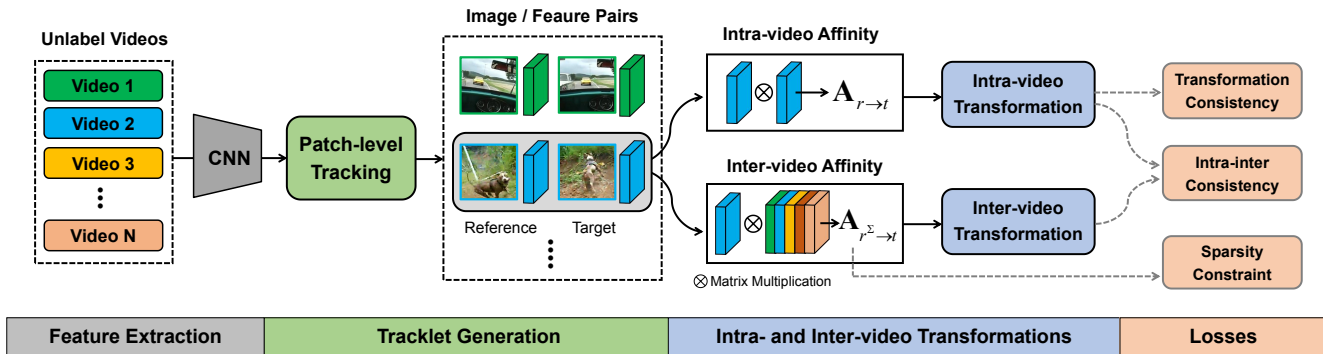 Unlabel Videos
Video 1
Video 2
Video 3
Video N
CNN
Patch-level
Tracking
Image / Feaure Pairs
Reference
Target
Intra-video Affinity
⊗ → A r→t
Inter-video Affinity
⊗ → A r^Σ→t
⊗ Matrix Multiplication
Intra-video
Transformation
Inter-video
Transformation
Transformation
Consistency
Intra-inter
Consistency
Sparsity
Constraint
Feature Extraction
Tracklet Generation
Intra- and Inter-video Transformations
Losses